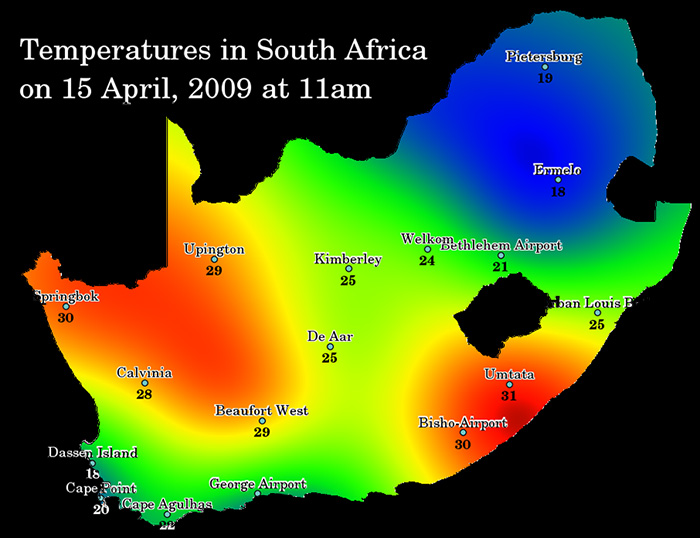 Temperatures in South Africa
on 15 April, 2009 at 11am
Pietersburg
19
Ermelo
18
Upington
29
Kimberley
25
Welkom
24
Bethlehem Airport
21
Springbok
30
ban Louis B
25
De Aar
25
Calvinia
28
Umtata
31
Beaufort West
29
Bisho-Airport
30
Dassen Island
18
Cape Point
20
George Airport
Cape Agulhas
22